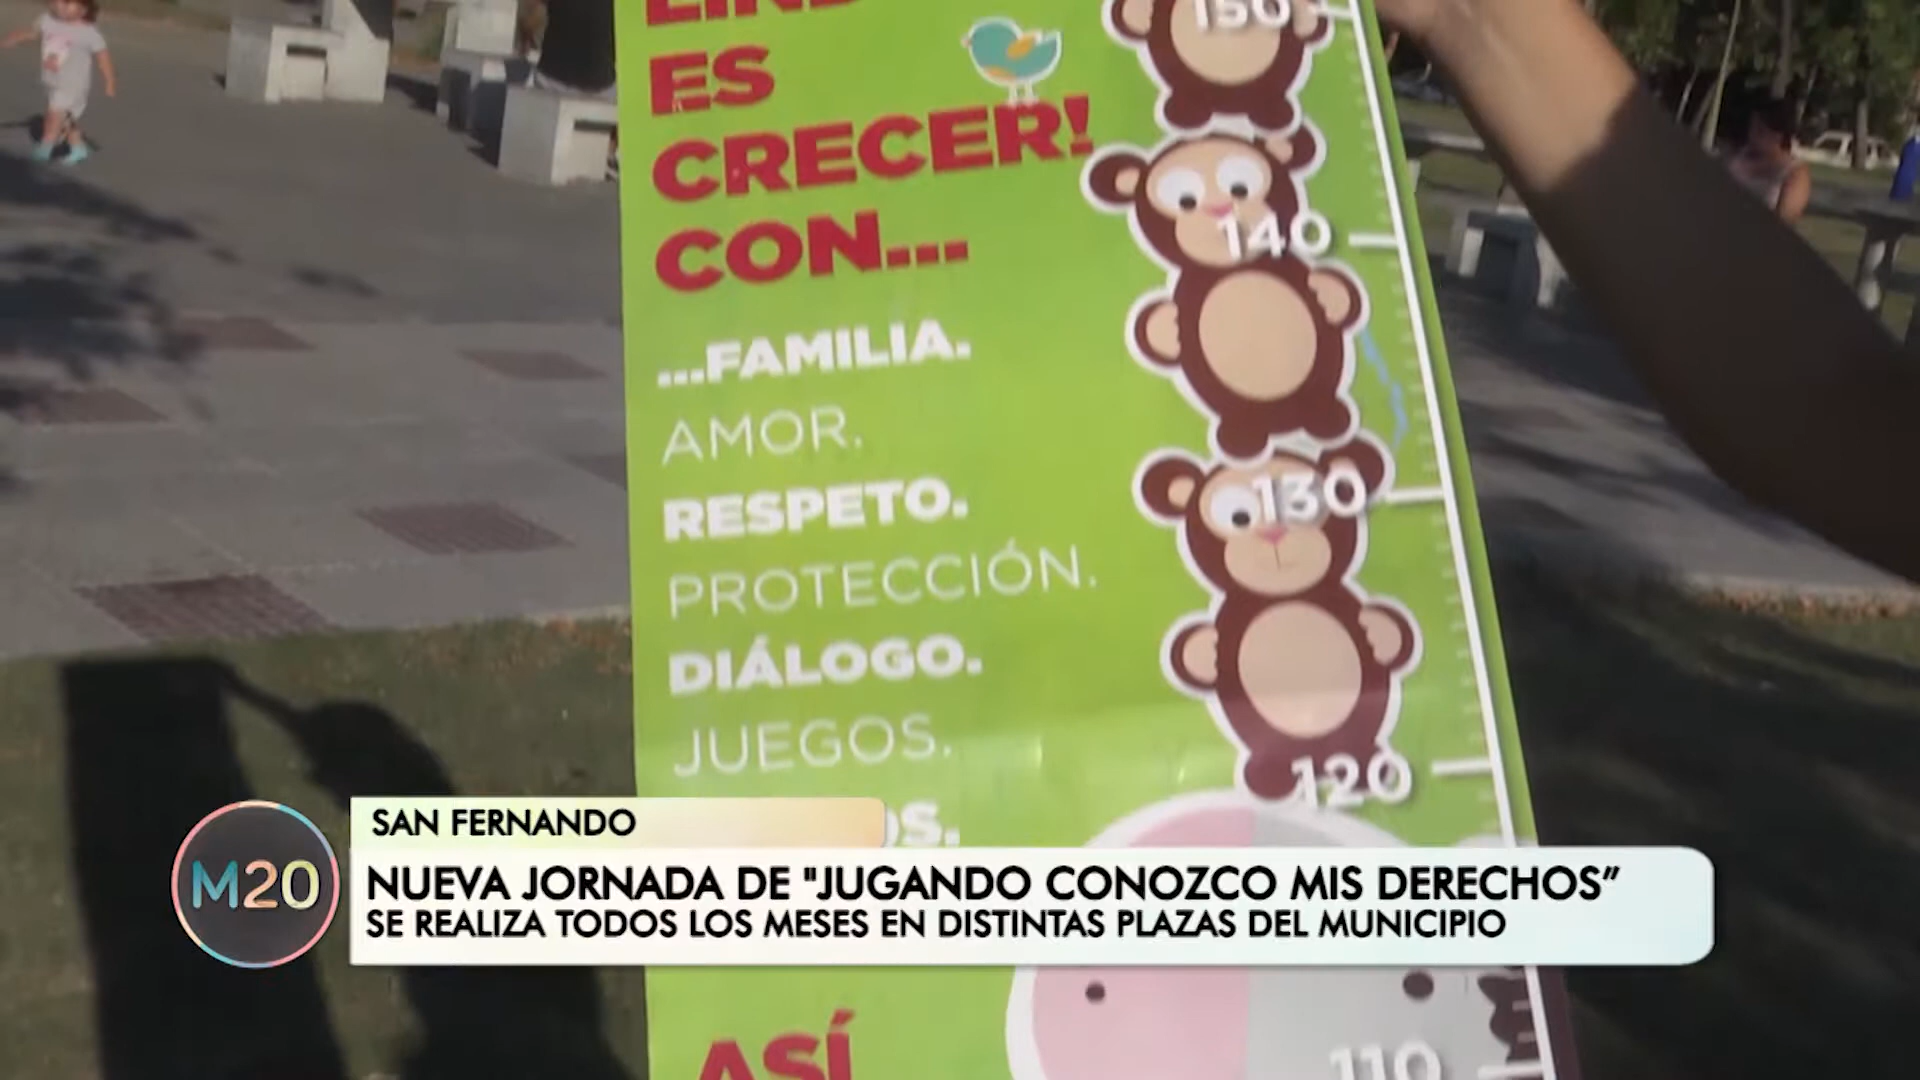 150
ES
CRECER!
CON...
140
...FAMILIA.
AMOR.
130
RESPETO.
PROTECCIÓN.
DIÁLOGO.
JUEGOS.
120
SAN FERNANDO
M20
NUEVA JORNADA DE "JUGANDO CONOZCO MIS DERECHOS”
SE REALIZA TODOS LOS MESES EN DISTINTAS PLAZAS DEL MUNICIPIO
ASÍ
110